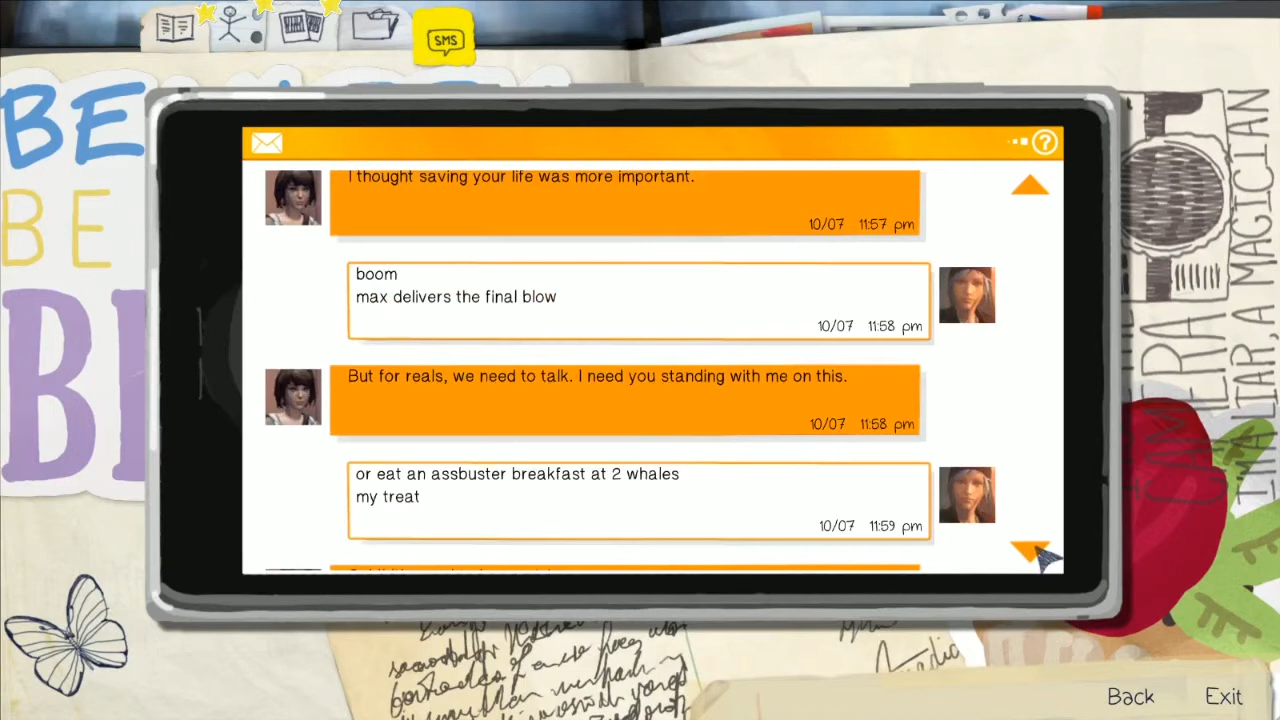 SMS
BE
BE
I thought saving your life was more important.
10/07 11:57 pm
boom
max delivers the final blow
10/07 11:58 pm
But for reals, we need to talk. I need you standing with me on this.
10/07 11:58 pm
or eat an assbuster breakfast at 2 whales
my treat
10/07 11:59 pm
CAMERA
I'M A LIAR, A MAGICIAN
Back
Exit